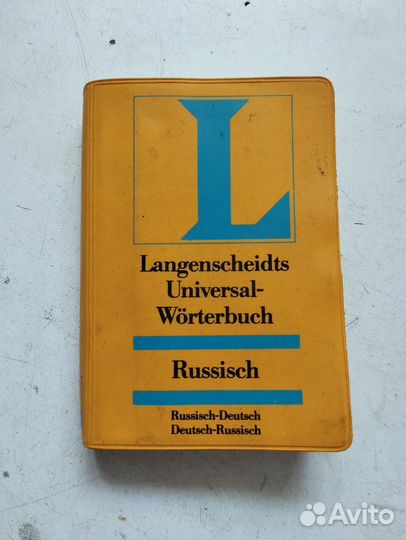 L
Langenscheidts
Universal-
Wörterbuch
Russisch
Russisch-Deutsch
Deutsch-Russisch
Avito